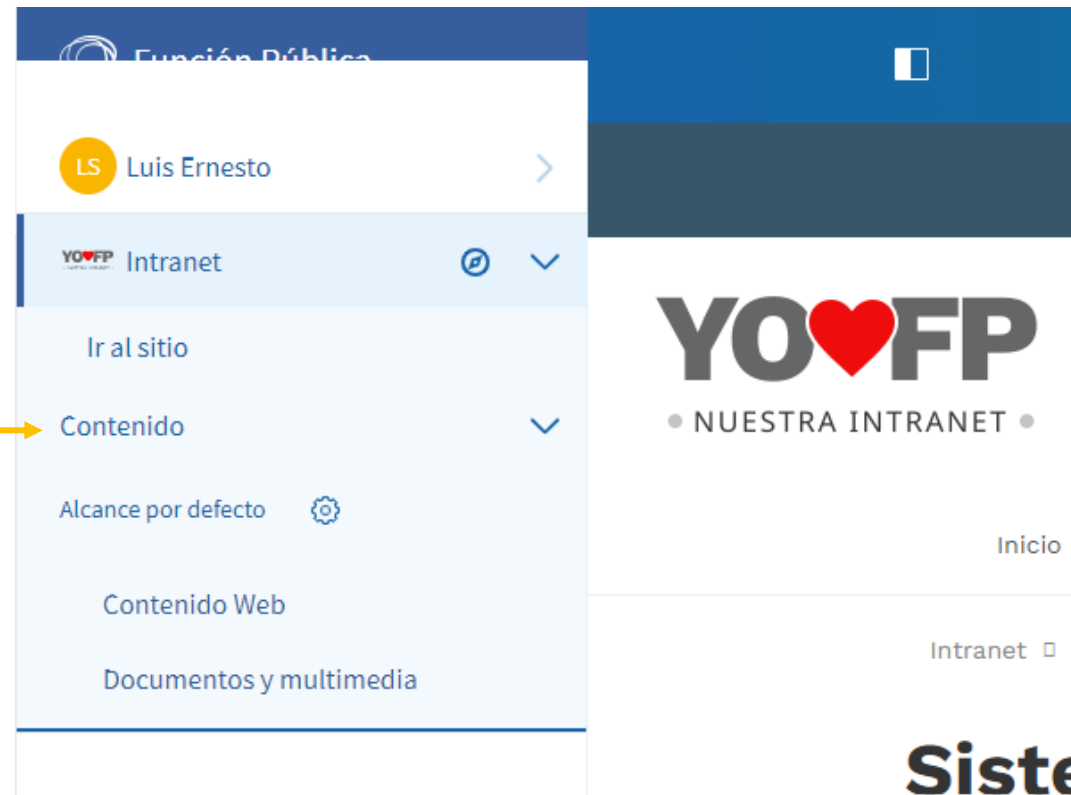 Función Pública
LS Luis Ernesto
YO FP Intranet
Ir al sitio
Contenido
Alcance por defecto
Contenido Web
Documentos y multimedia
YO FP
• NUESTRA INTRANET •
Inicio
Intranet
Siste